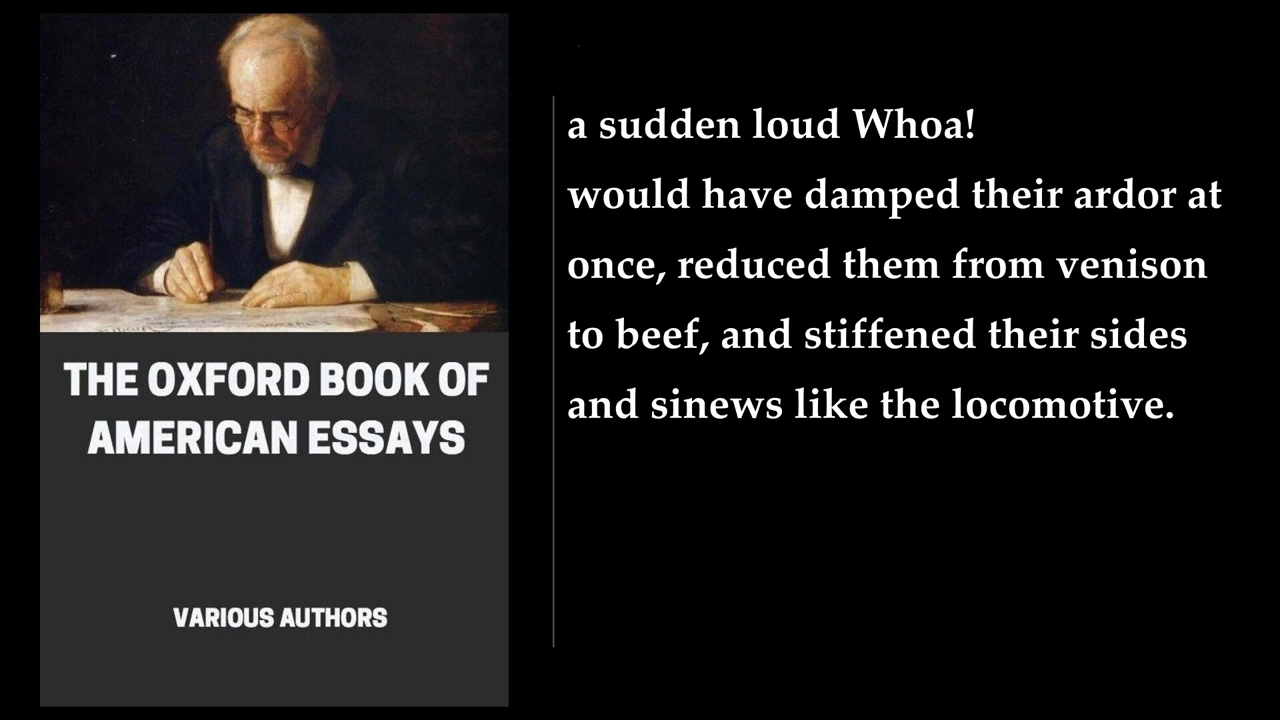 THE OXFORD BOOK OF
AMERICAN ESSAYS
VARIOUS AUTHORS
a sudden loud Whoa!
would have damped their ardor at
once, reduced them from venison
to beef, and stiffened their sides
and sinews like the locomotive.